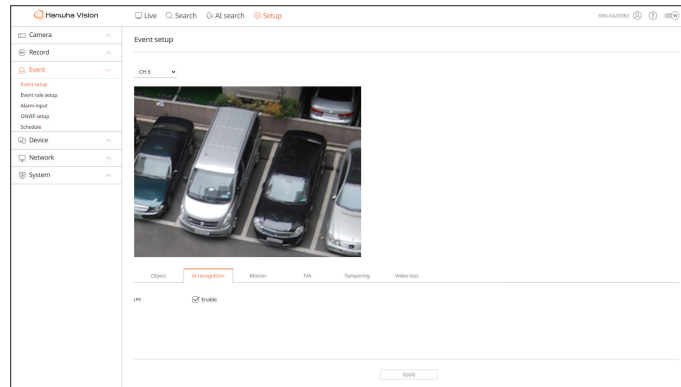 Hanwha Vision
Live
Search
AI search
Setup
XRN-6420RB2
Camera
Record
Event
Event setup
Event rule setup
Alarm input
ONVIF setup
Schedule
Device
Network
System
Event setup
CH 5
Object
AI recognition
Motion
IVA
Tampering
Video loss
LPR
Enable
Apply